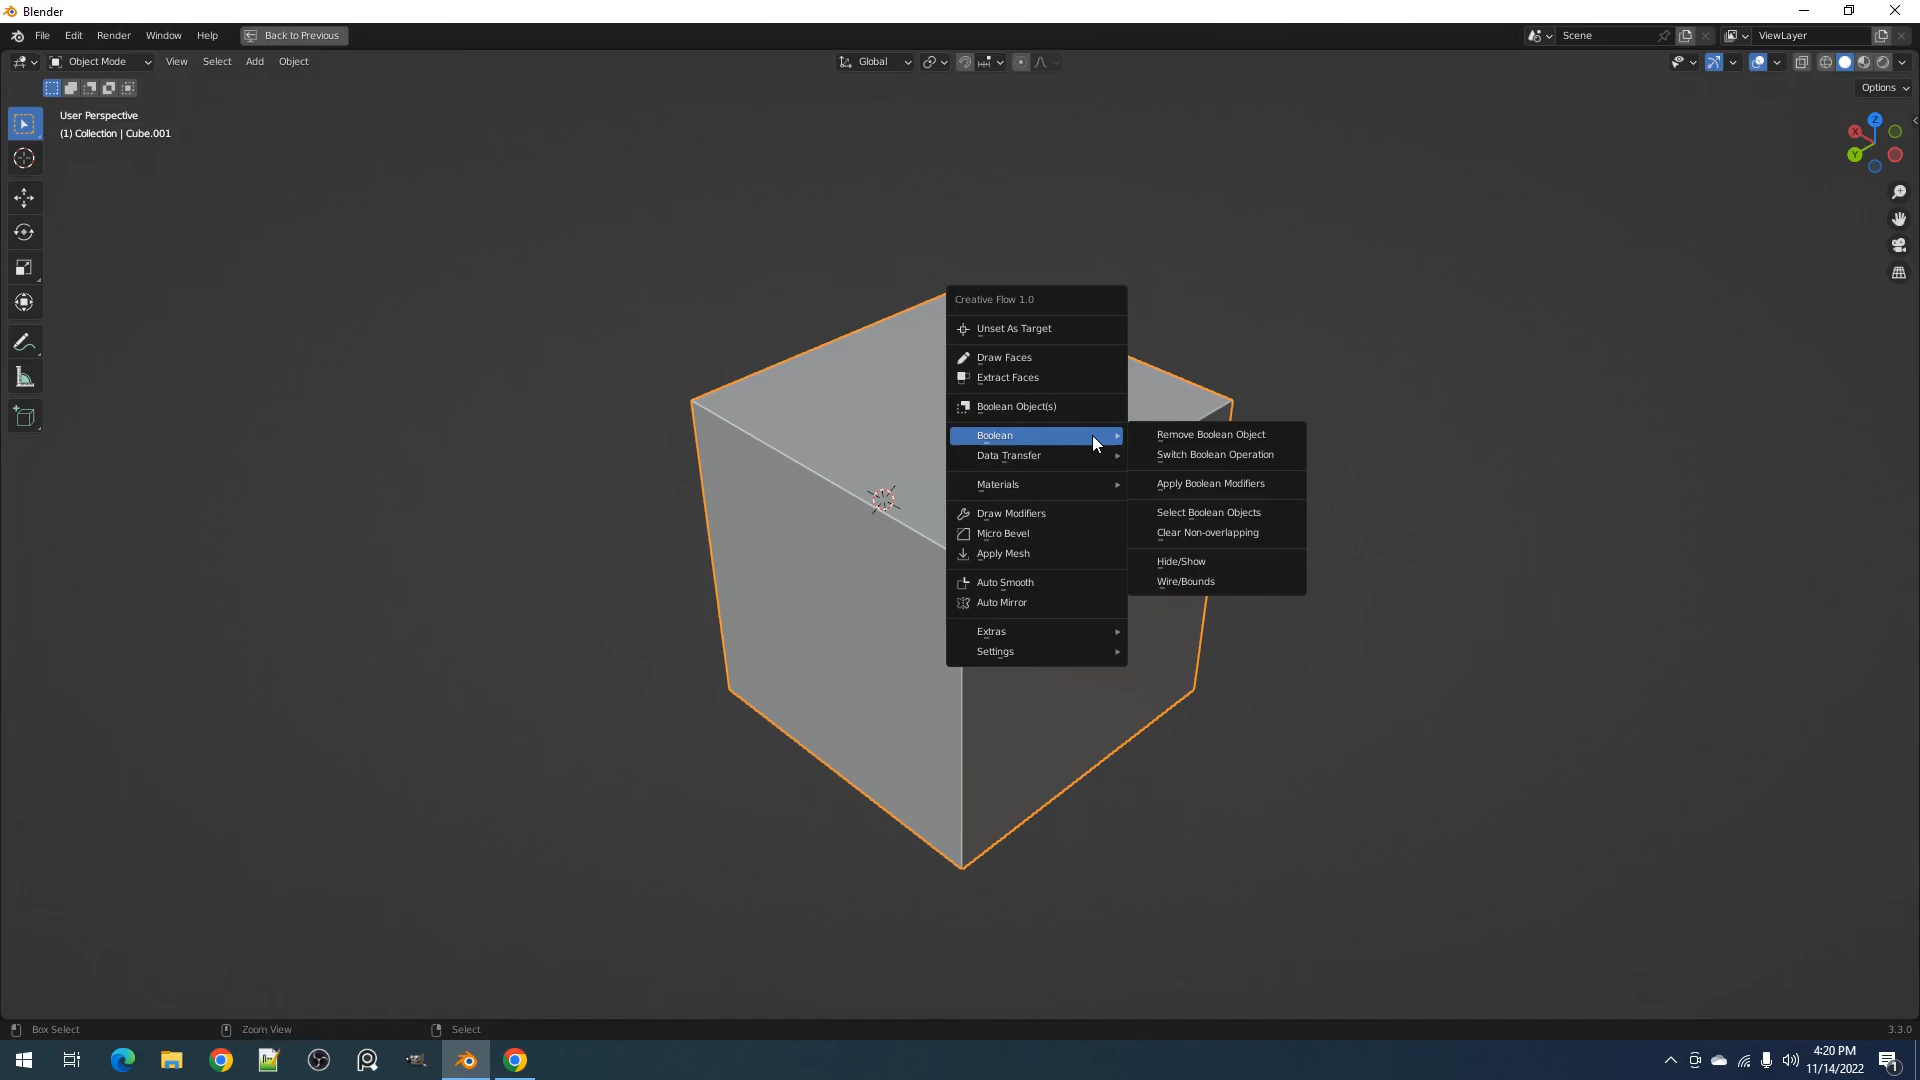 Blender
File Edit Render Window Help Back to Previous Scene ViewLayer
Object Mode View Select Add Object Global
Options
User Perspective
(1) Collection | Cube.001
Z
X
Y
Creative Flow 1.0
Unset As Target
Draw Faces
Extract Faces
Boolean Object(s)
Boolean
Data Transfer
Materials
Draw Modifiers
Micro Bevel
Apply Mesh
Auto Smooth
Auto Mirror
Extras
Settings
Remove Boolean Object
Switch Boolean Operation
Apply Boolean Modifiers
Select Boolean Objects
Clear Non-overlapping
Hide/Show
Wire/Bounds
Box Select Zoom View Select 3.3.0
4:20 PM
11/14/2022
1